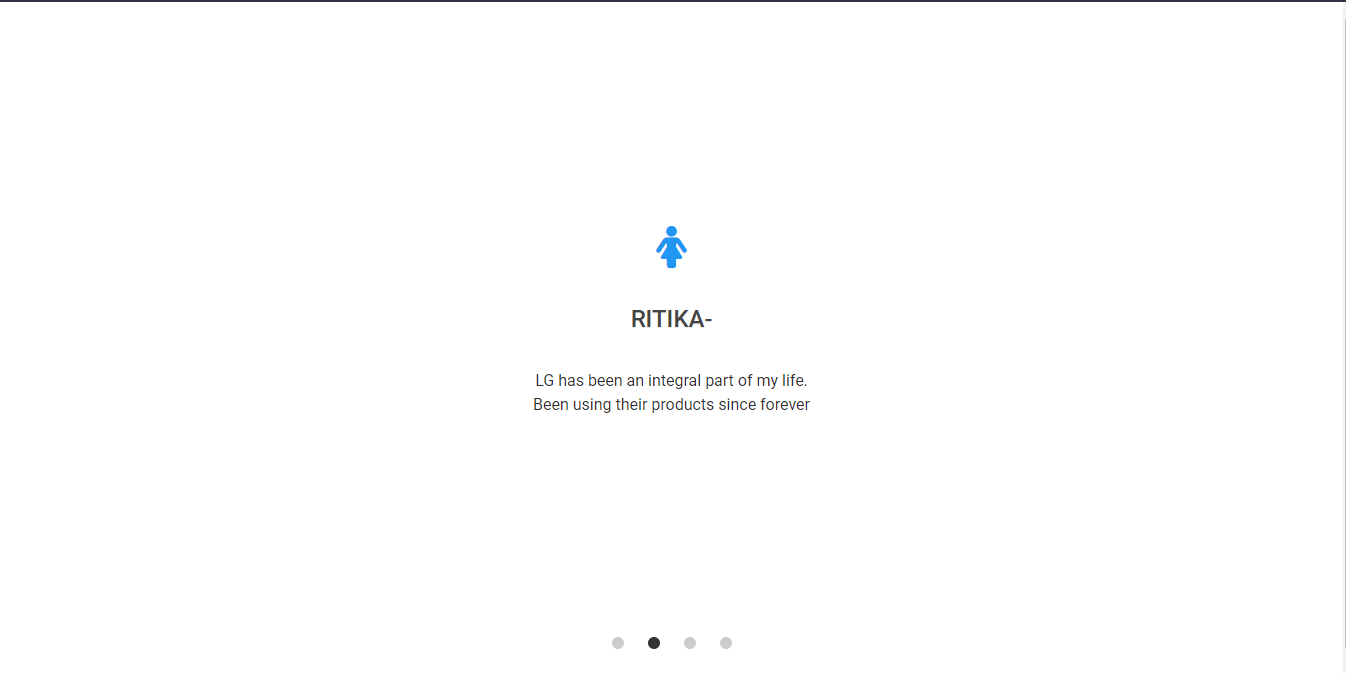 RITIKA-
LG has been an integral part of my life.
Been using their products since forever